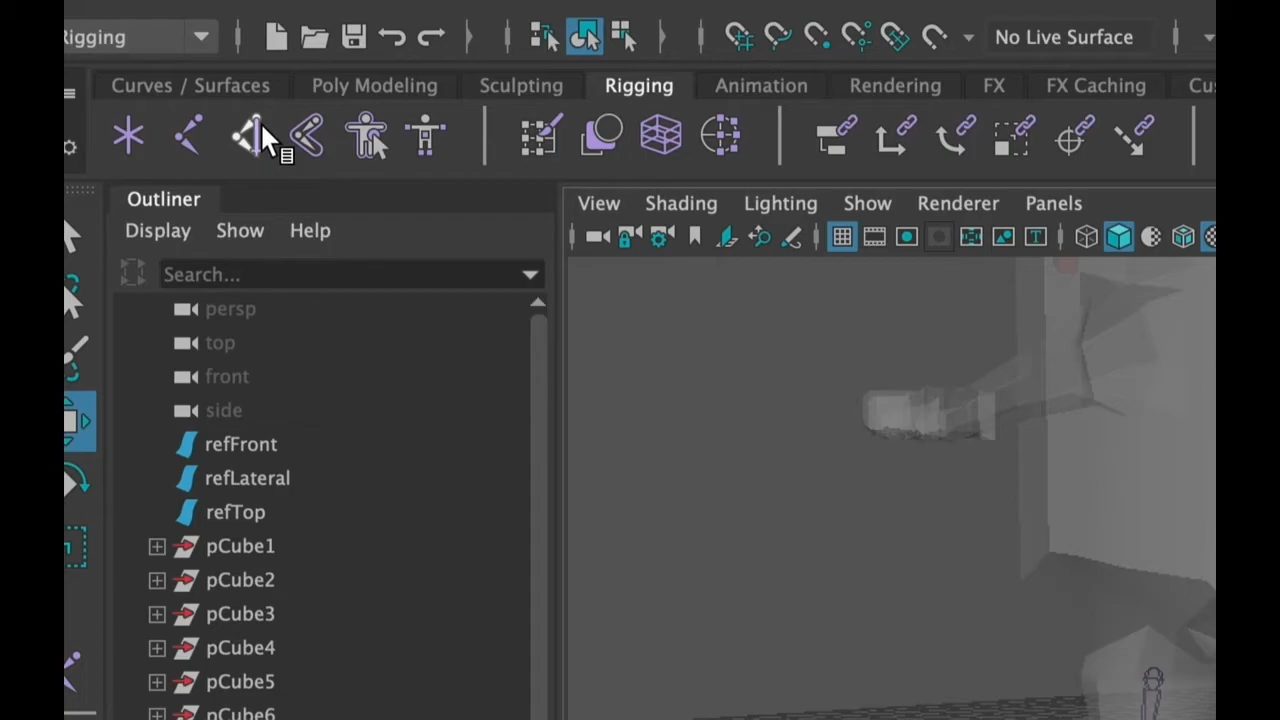 Rigging
No Live Surface
Curves / Surfaces Poly Modeling Sculpting Rigging Animation Rendering FX FX Caching Cu
Outliner
View Shading Lighting Show Renderer Panels
Display Show Help
Search...
persp
top
front
side
refFront
refLateral
refTop
pCube1
pCube2
pCube3
pCube4
pCube5
pCube6